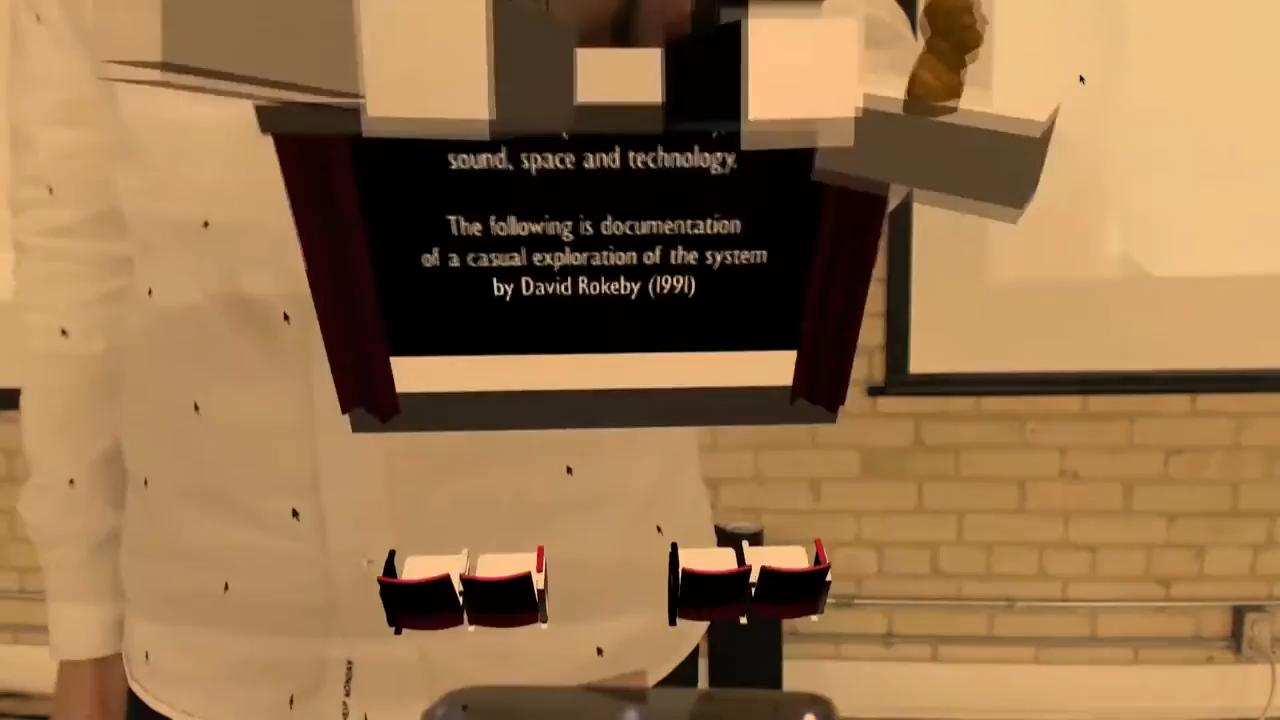 sound, space and technology.
The following is documentation
of a casual exploration of the system
by David Rokeby (1991)